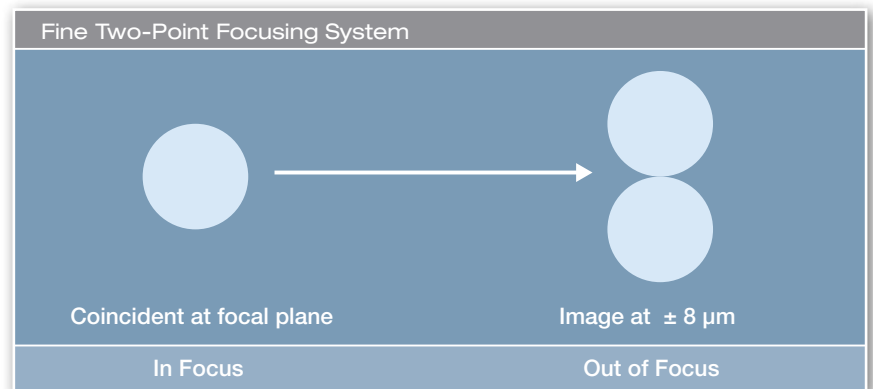 Fine Two-Point Focusing System
Coincident at focal plane
Image at ± 8 µm
In Focus
Out of Focus